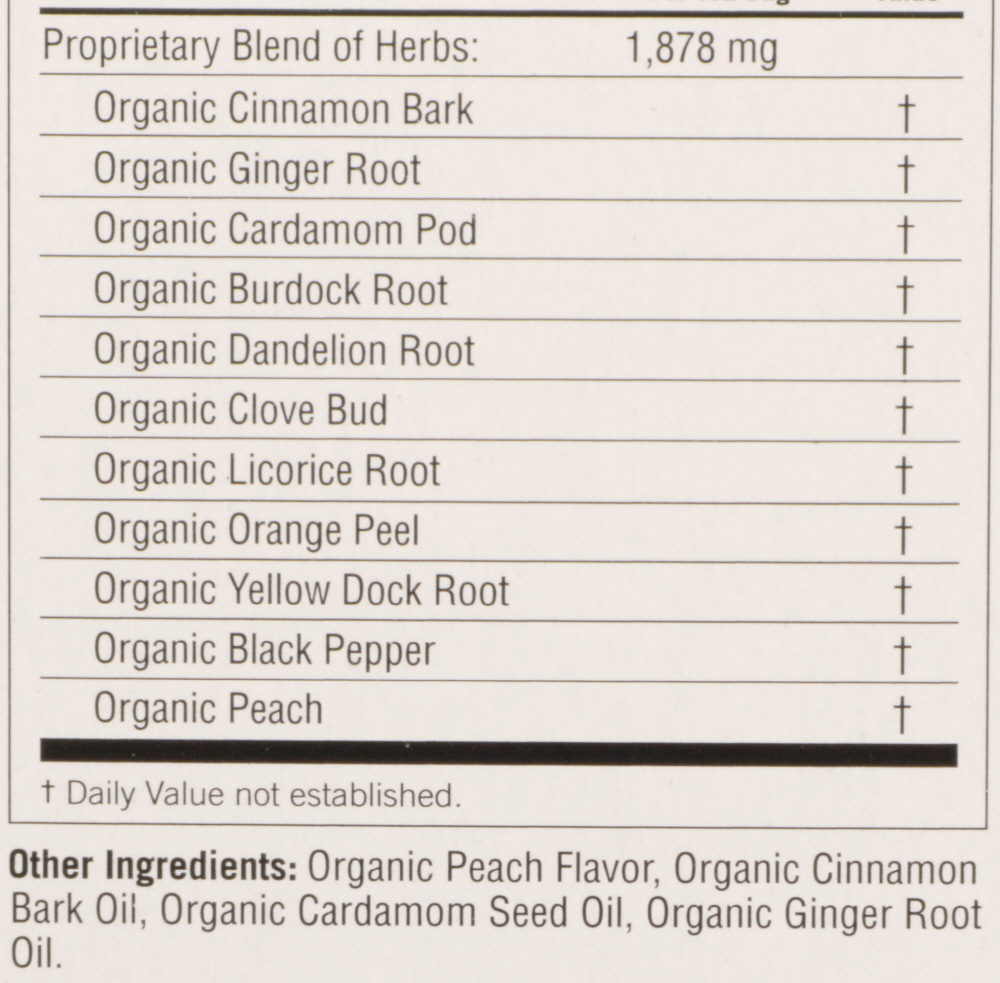 Proprietary Blend of Herbs: 1,878 mg
Organic Cinnamon Bark †
Organic Ginger Root †
Organic Cardamom Pod †
Organic Burdock Root †
Organic Dandelion Root †
Organic Clove Bud †
Organic Licorice Root †
Organic Orange Peel †
Organic Yellow Dock Root †
Organic Black Pepper †
Organic Peach †
† Daily Value not established.
Other Ingredients: Organic Peach Flavor, Organic Cinnamon
Bark Oil, Organic Cardamom Seed Oil, Organic Ginger Root
Oil.